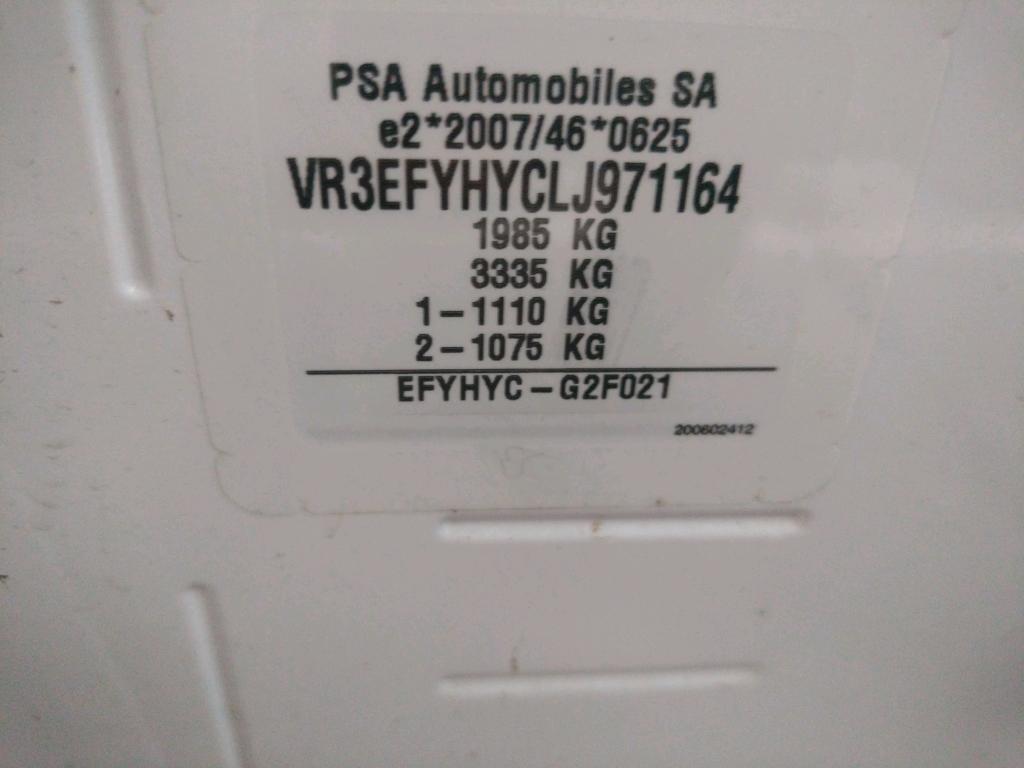 PSA Automobiles SA
e2*2007/46*0625
VR3EFYHYCLJ971164
1985 KG
3335 KG
1-1110 KG
2-1075 KG
EFYHYC-G2F021
200602412